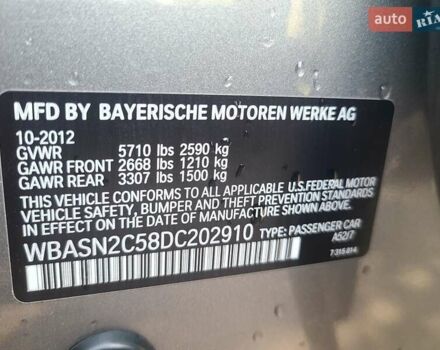 auto RIA
MFD BY BAYERISCHE MOTOREN WERKE AG
10-2012
GVWR 5710 lbs 2590 kg
GAWR FRONT 2668 lbs 1210 kg
GAWR REAR 3307 lbs 1500 kg
THIS VEHICLE CONFORMS TO ALL APPLICABLE U.S.FEDERAL MOTOR
VEHICLE SAFETY, BUMPER AND THEFT PREVENTION STANDARDS
IN EFFECT ON THE DATE OF MANUFACTURE SHOWN ABOVE.
WBASN2C58DC202910 TYPE: PASSENGER CAR
A52/7
7 315 814